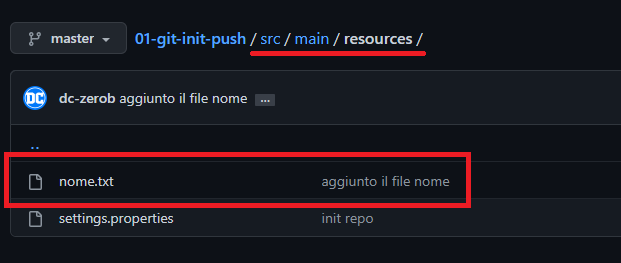 master 01-git-init-push / src / main / resources /
DC dc-zerob aggiunto il file nome ...
..
nome.txt aggiunto il file nome
settings.properties init repo